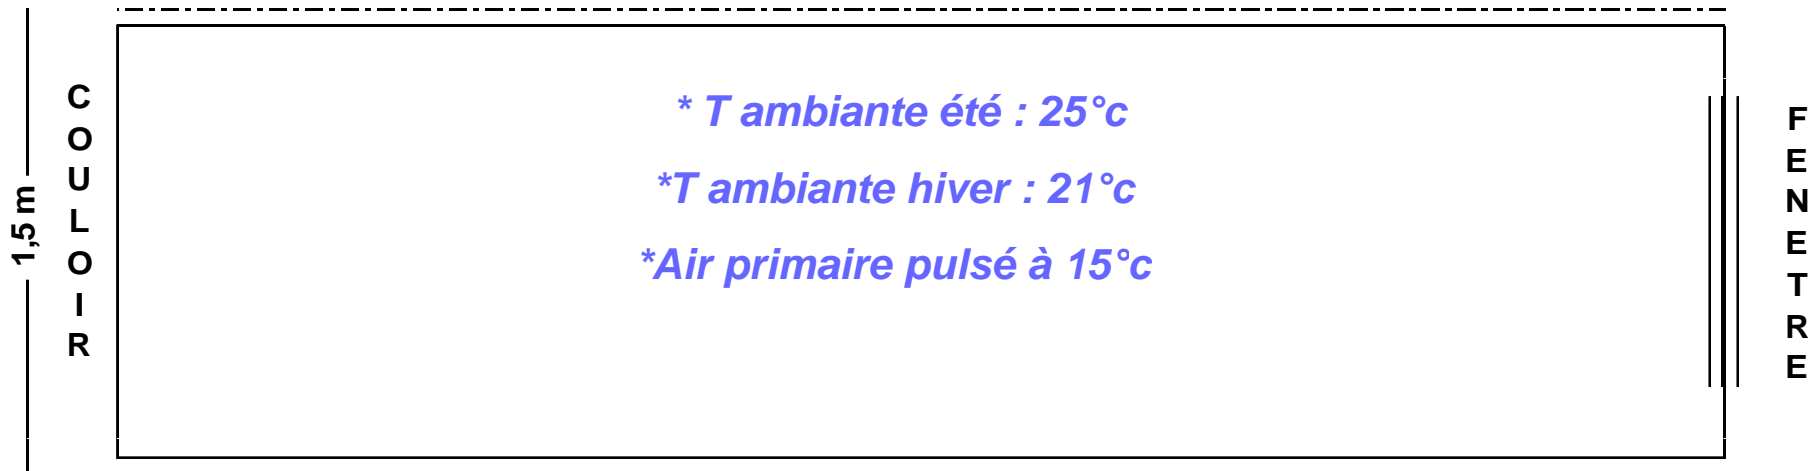 1,5 m
COULOIR
* T ambiante été : 25°c
*T ambiante hiver : 21°c
*Air primaire pulsé à 15°c
FENETRE